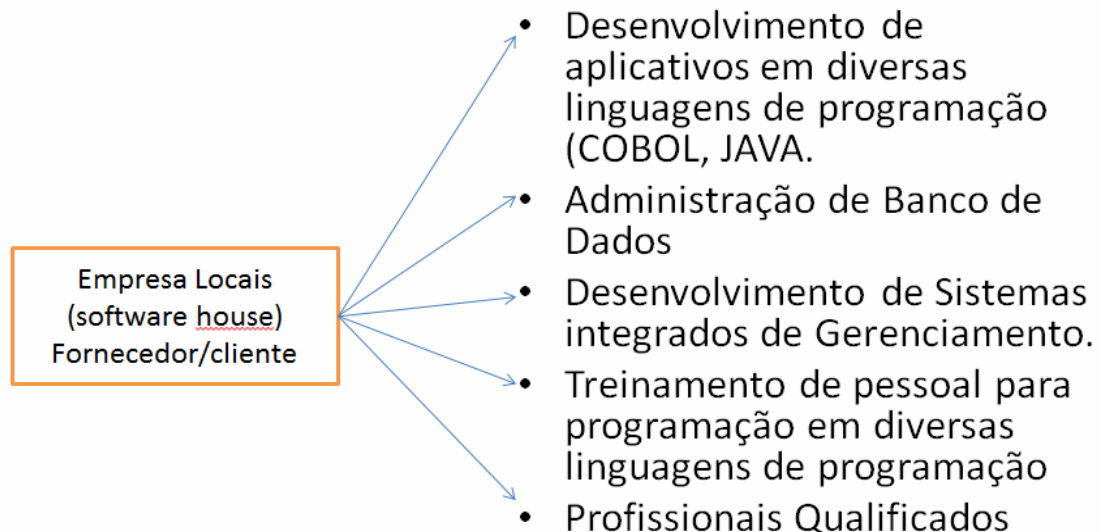 Empresa Locais
(software house)
Fornecedor/cliente
• Desenvolvimento de
aplicativos em diversas
linguagens de programação
(COBOL, JAVA.
• Administração de Banco de
Dados
• Desenvolvimento de Sistemas
integrados de Gerenciamento.
• Treinamento de pessoal para
programação em diversas
linguagens de programação
• Profissionais Qualificados